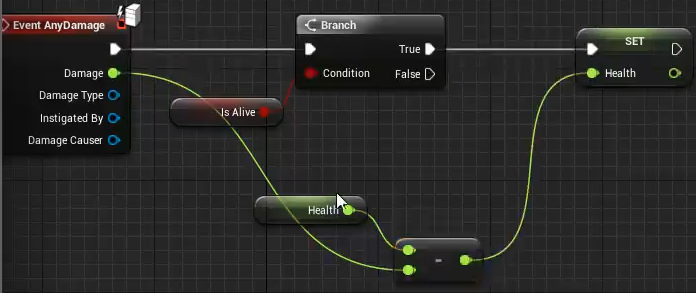 Event AnyDamage
Damage
Damage Type
Instigated By
Damage Causer
Branch
True
Condition
False
Is Alive
SET
Health
Health
-